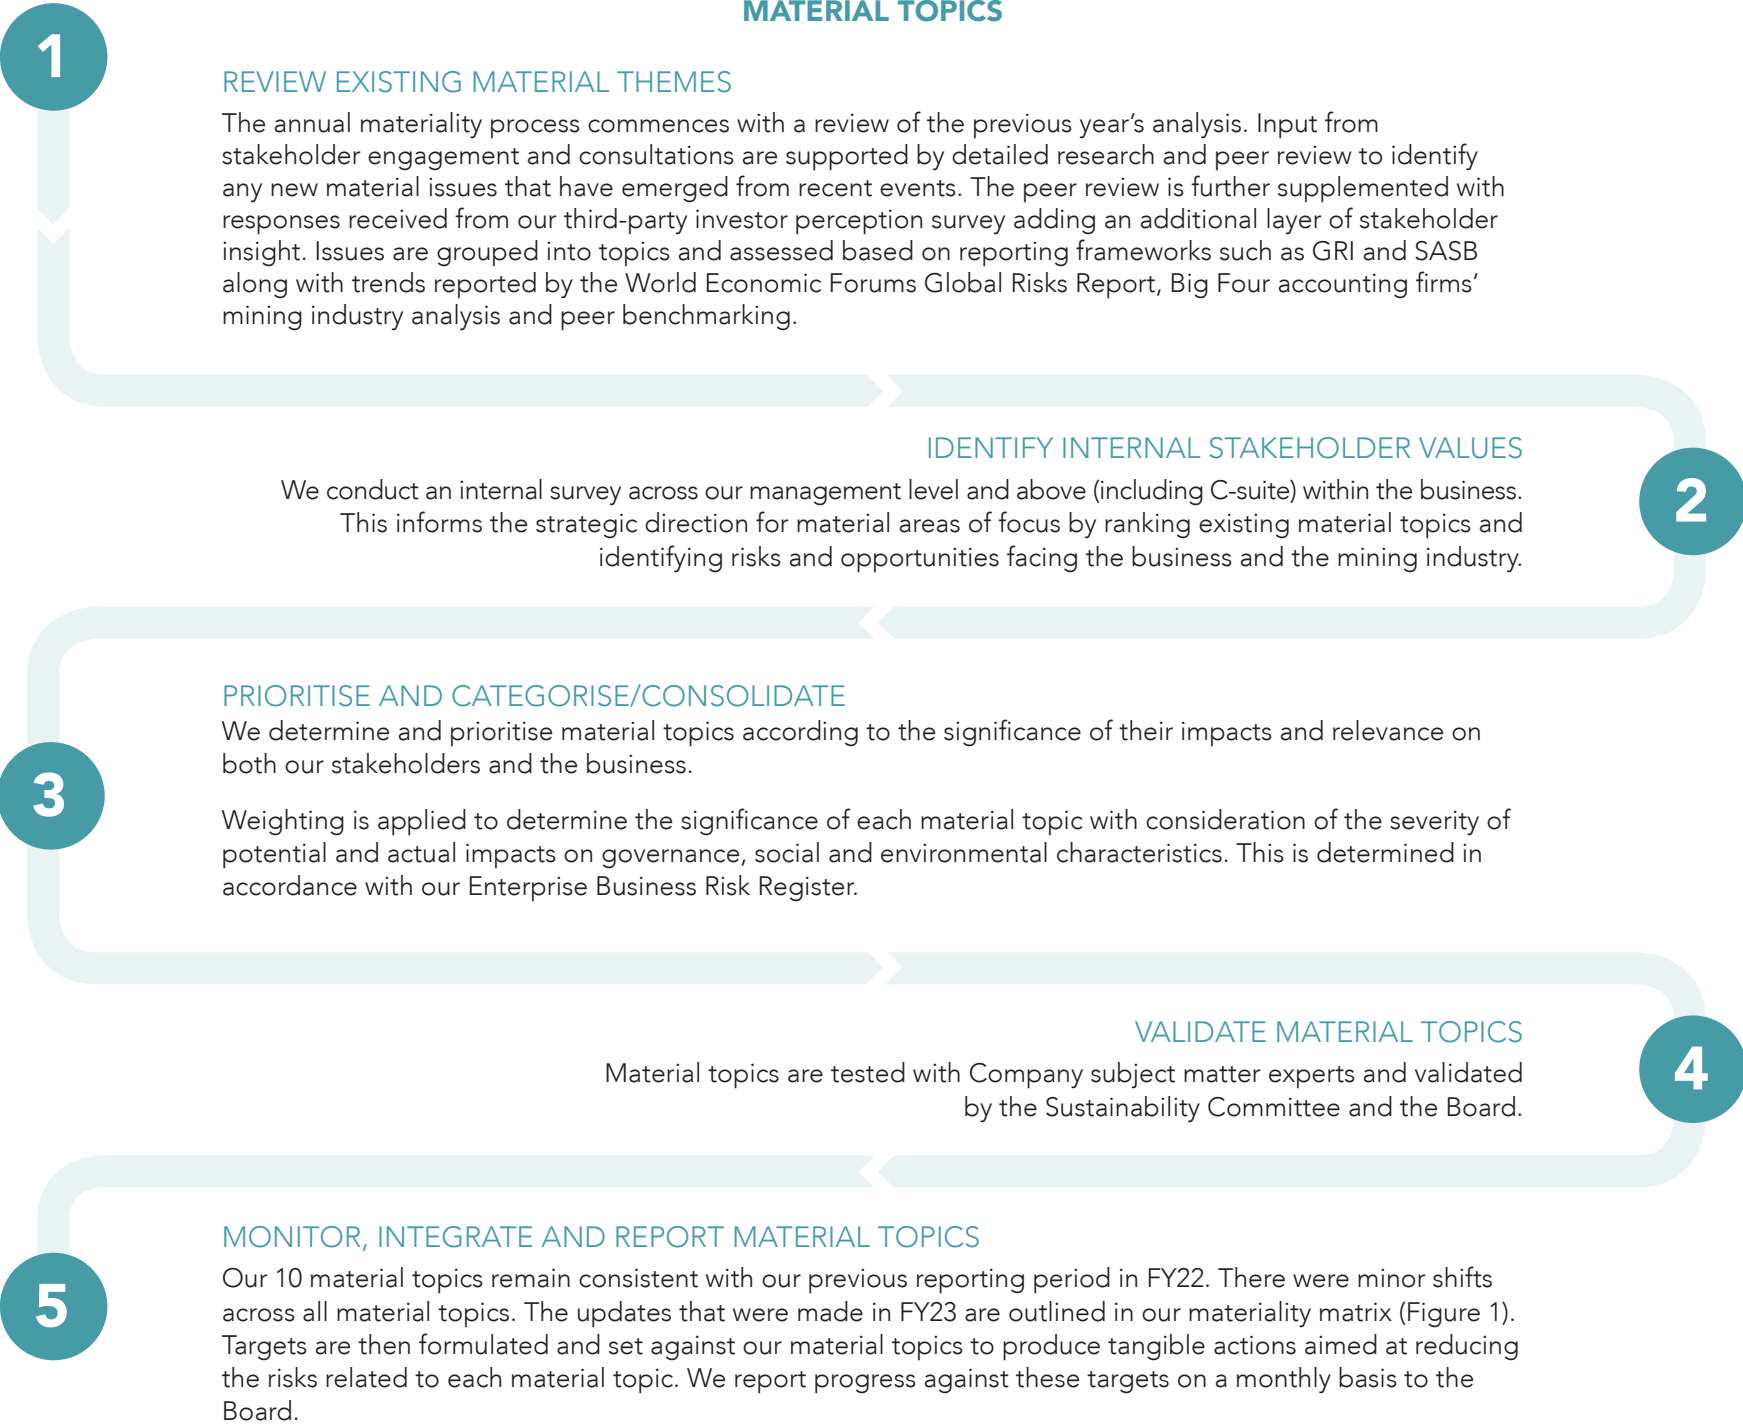 MATERIAL TOPICS
1
REVIEW EXISTING MATERIAL THEMES
The annual materiality process commences with a review of the previous year’s analysis. Input from
stakeholder engagement and consultations are supported by detailed research and peer review to identify
any new material issues that have emerged from recent events. The peer review is further supplemented with
responses received from our third-party investor perception survey adding an additional layer of stakeholder
insight. Issues are grouped into topics and assessed based on reporting frameworks such as GRI and SASB
along with trends reported by the World Economic Forums Global Risks Report, Big Four accounting firms’
mining industry analysis and peer benchmarking.
IDENTIFY INTERNAL STAKEHOLDER VALUES
2
We conduct an internal survey across our management level and above (including C-suite) within the business.
This informs the strategic direction for material areas of focus by ranking existing material topics and
identifying risks and opportunities facing the business and the mining industry.
PRIORITISE AND CATEGORISE/CONSOLIDATE
We determine and prioritise material topics according to the significance of their impacts and relevance on
both our stakeholders and the business.
3
Weighting is applied to determine the significance of each material topic with consideration of the severity of
potential and actual impacts on governance, social and environmental characteristics. This is determined in
accordance with our Enterprise Business Risk Register.
VALIDATE MATERIAL TOPICS
4
Material topics are tested with Company subject matter experts and validated
by the Sustainability Committee and the Board.
MONITOR, INTEGRATE AND REPORT MATERIAL TOPICS
5
Our 10 material topics remain consistent with our previous reporting period in FY22. There were minor shifts
across all material topics. The updates that were made in FY23 are outlined in our materiality matrix (Figure 1).
Targets are then formulated and set against our material topics to produce tangible actions aimed at reducing
the risks related to each material topic. We report progress against these targets on a monthly basis to the
Board.